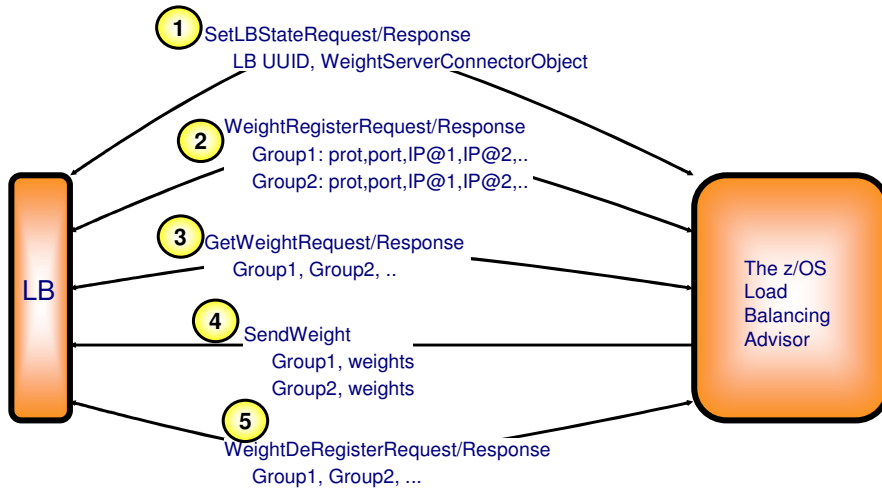 1
SetLBStateRequest/Response
LB UUID, WeightServerConnectorObject
2
WeightRegisterRequest/Response
Group1: prot,port,IP@1,IP@2,..
Group2: prot,port,IP@1,IP@2,..
3
GetWeightRequest/Response
Group1, Group2, ..
LB
The z/OS
Load
Balancing
Advisor
4
SendWeight
Group1, weights
Group2, weights
5
WeightDeRegisterRequest/Response
Group1, Group2, ...